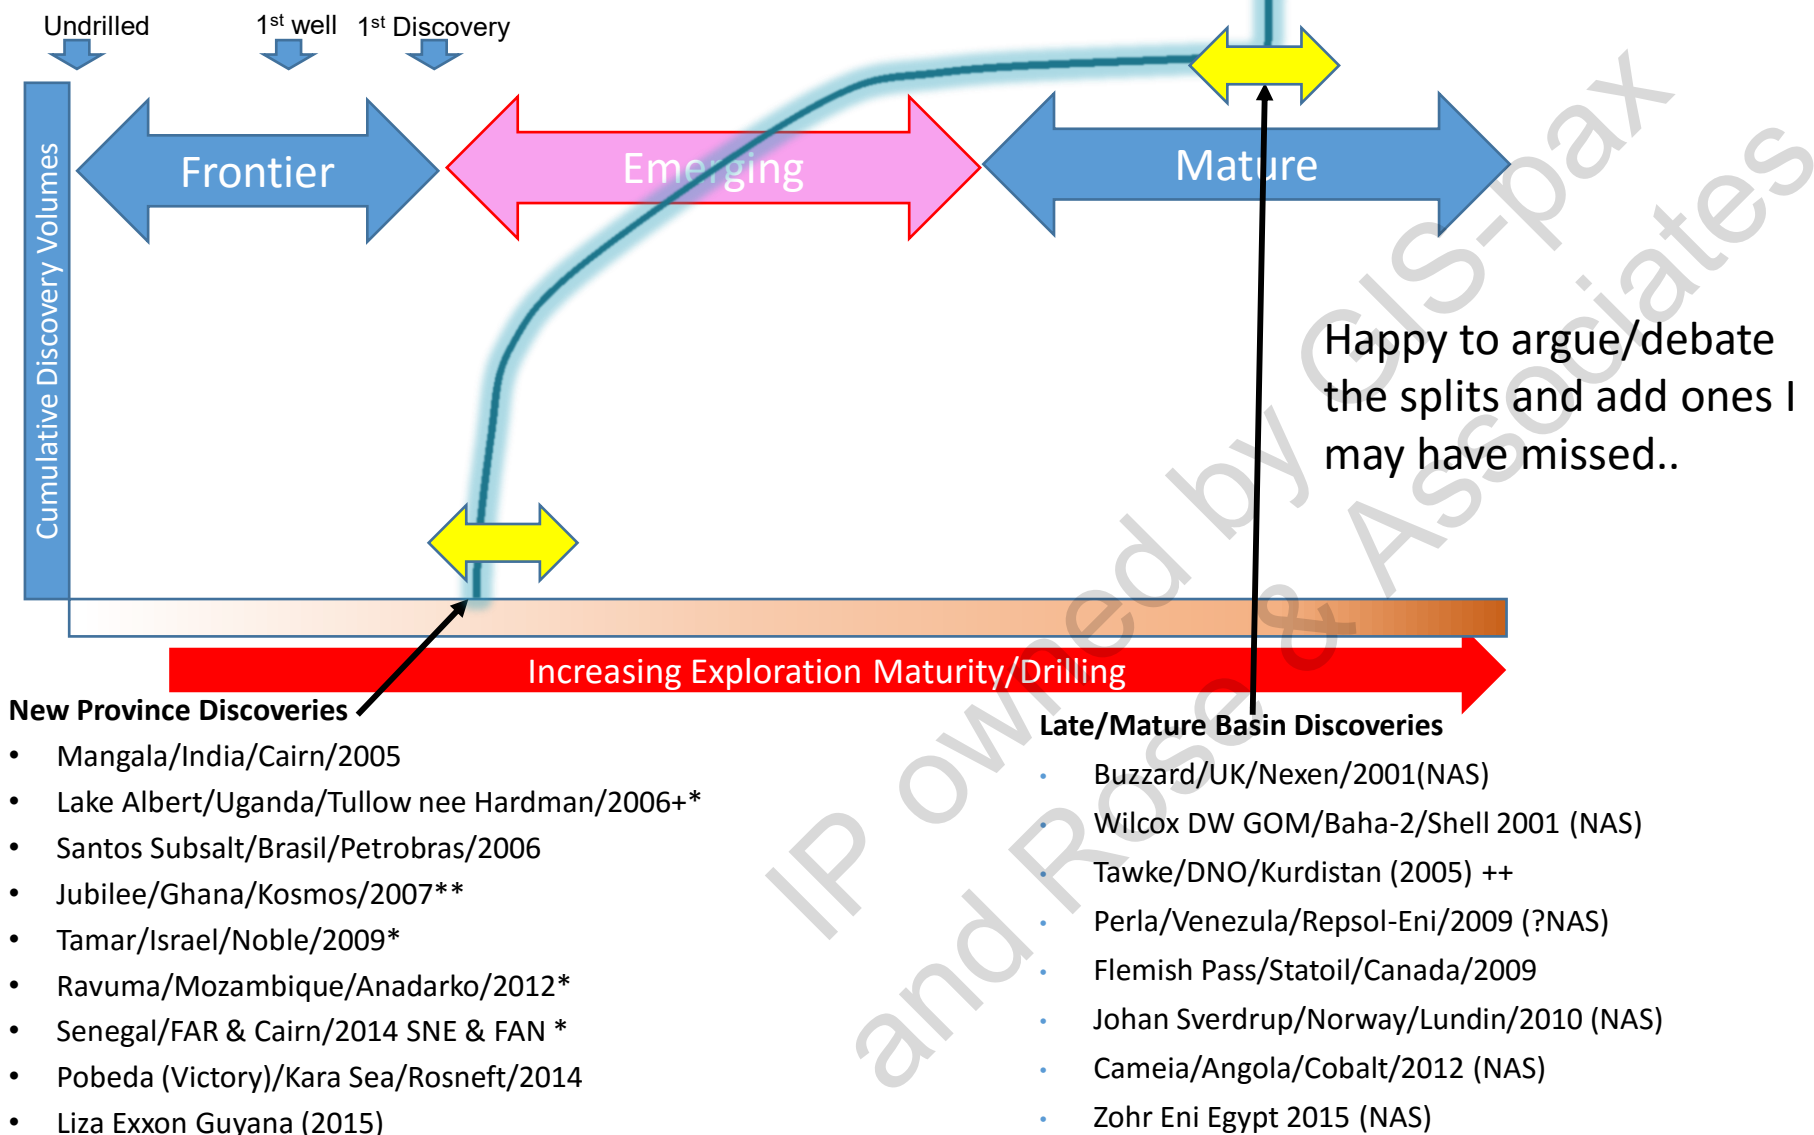 Undrilled
1st well
1st Discovery
Cumulative Discovery Volumes
Frontier
Emerging
Mature
Happy to argue/debate
the splits and add ones I
may have missed..
Increasing Exploration Maturity/Drilling
New Province Discoveries
• Mangala/India/Cairn/2005
• Lake Albert/Uganda/Tullow nee Hardman/2006+*
• Santos Subsalt/Brasil/Petrobras/2006
• Jubilee/Ghana/Kosmos/2007**
• Tamar/Israel/Noble/2009*
• Ravuma/Mozambique/Anadarko/2012*
• Senegal/FAR & Cairn/2014 SNE & FAN *
• Pobeda (Victory)/Kara Sea/Rosneft/2014
• Liza Exxon Guyana (2015)
Late/Mature Basin Discoveries
• Buzzard/UK/Nexen/2001(NAS)
• Wilcox DW GOM/Baha-2/Shell 2001 (NAS)
• Tawke/DNO/Kurdistan (2005) ++
• Perla/Venezula/Repsol-Eni/2009 (?NAS)
• Flemish Pass/Statoil/Canada/2009
• Johan Sverdrup/Norway/Lundin/2010 (NAS)
• Cameia/Angola/Cobalt/2012 (NAS)
• Zohr Eni Egypt 2015 (NAS)
IP owned by GIS-pax
and Rose & Associates